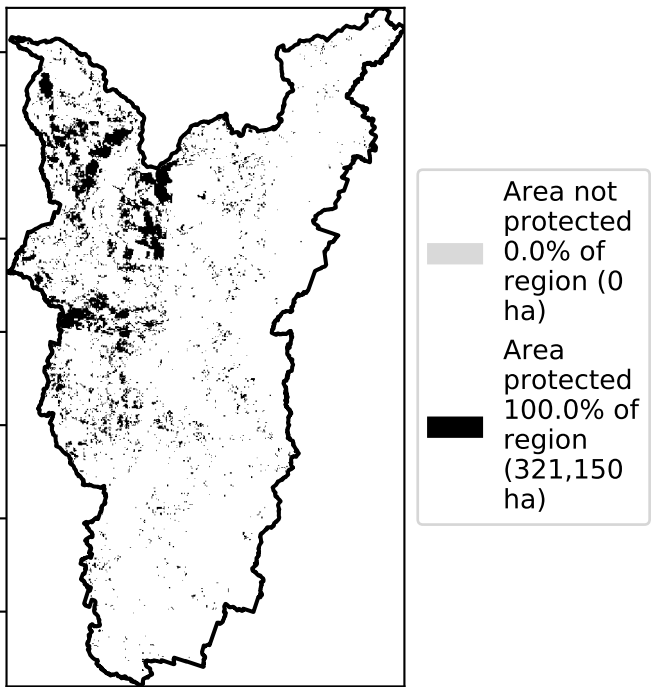 Area not
protected
0.0% of
region (0
ha)
Area
protected
100.0% of
region
(321,150
ha)